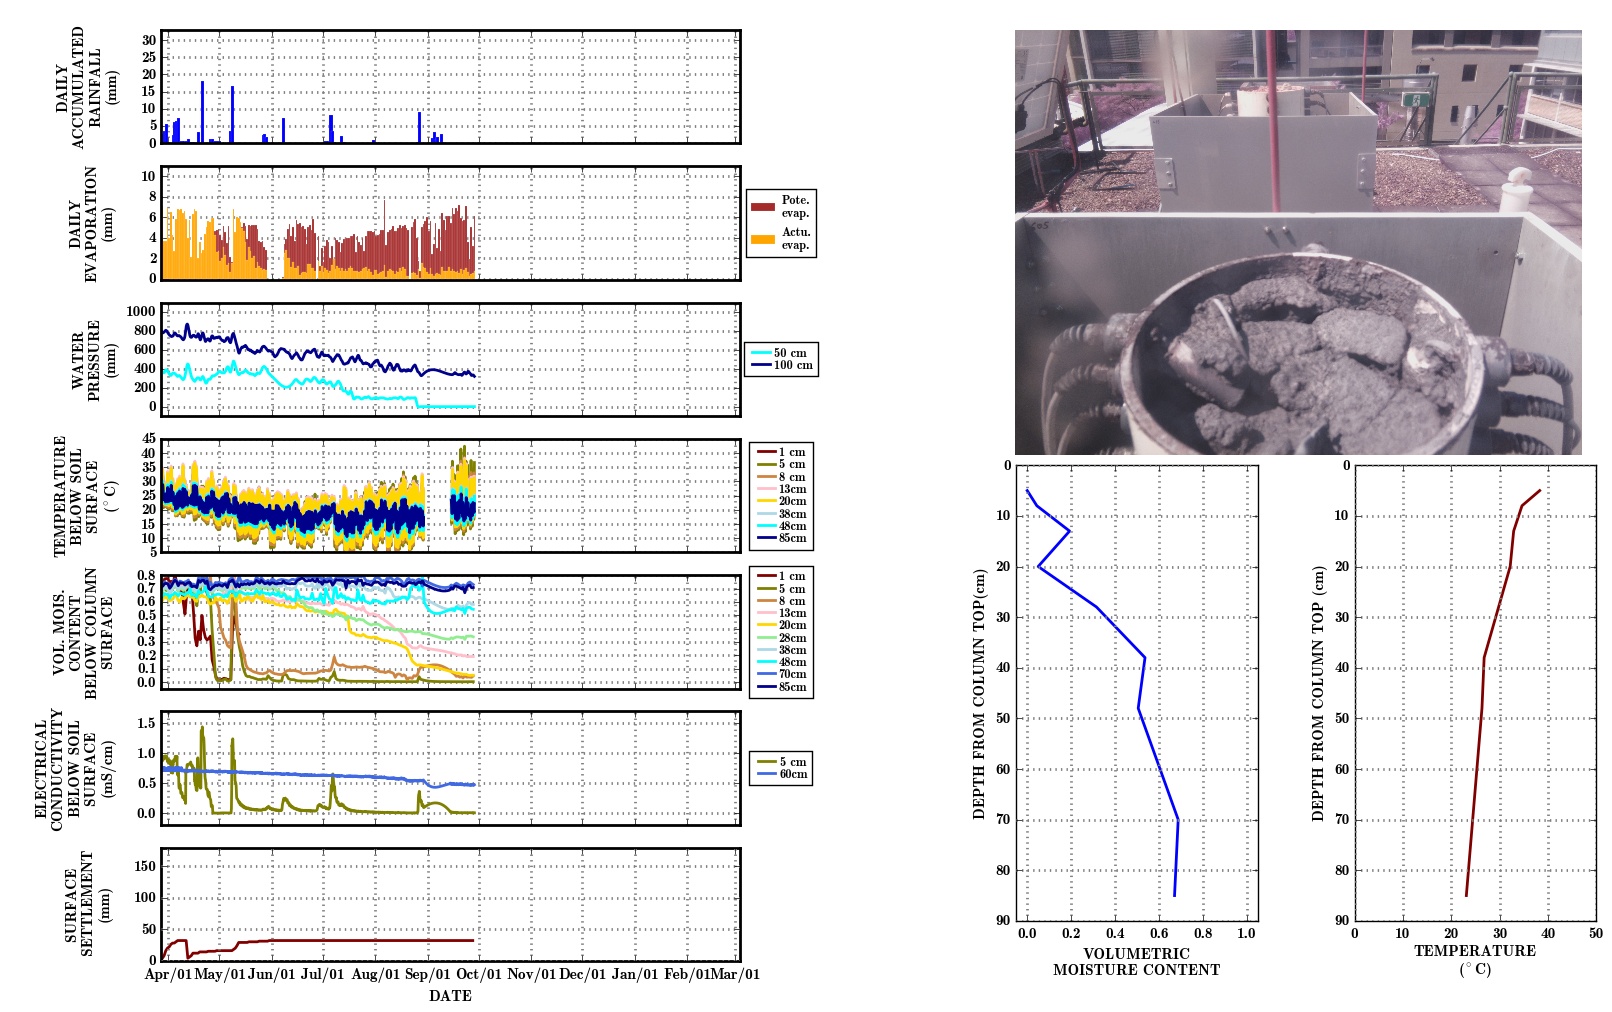 DAILY
ACCUMULATED
RAINFALL
(mm)
30
25
20
15
10
5
0
DAILY
EVAPORATION
(mm)
10
8
6
4
2
0
Pote.
evap.
Actu.
evap.
WATER
PRESSURE
(mm)
1000
800
600
400
200
0
50 cm
100 cm
TEMPERATURE
BELOW SOIL
SURFACE
(°C)
45
40
35
30
25
20
15
10
5
1 cm
5 cm
8 cm
13cm
20cm
38cm
48cm
85cm
VOL. MOIS.
CONTENT
BELOW COLUMN
SURFACE
0.8
0.7
0.6
0.5
0.4
0.3
0.2
0.1
0.0
1 cm
5 cm
8 cm
13cm
20cm
28cm
38cm
48cm
70cm
85cm
ELECTRICAL
CONDUCTIVITY
BELOW SOIL
SURFACE
(mS/cm)
1.5
1.0
0.5
0.0
5 cm
60cm
SURFACE
SETTLEMENT
(mm)
150
100
50
0
Apr/01 May/01 Jun/01 Jul/01 Aug/01 Sep/01 Oct/01 Nov/01 Dec/01 Jan/01 Feb/01 Mar/01
DATE
DEPTH FROM COLUMN TOP(cm)
0
10
20
30
40
50
60
70
80
90
0.0 0.2 0.4 0.6 0.8 1.0
VOLUMETRIC
MOISTURE CONTENT
DEPTH FROM COLUMN TOP (cm)
0
10
20
30
40
50
60
70
80
90
0 10 20 30 40 50
TEMPERATURE
(°C)